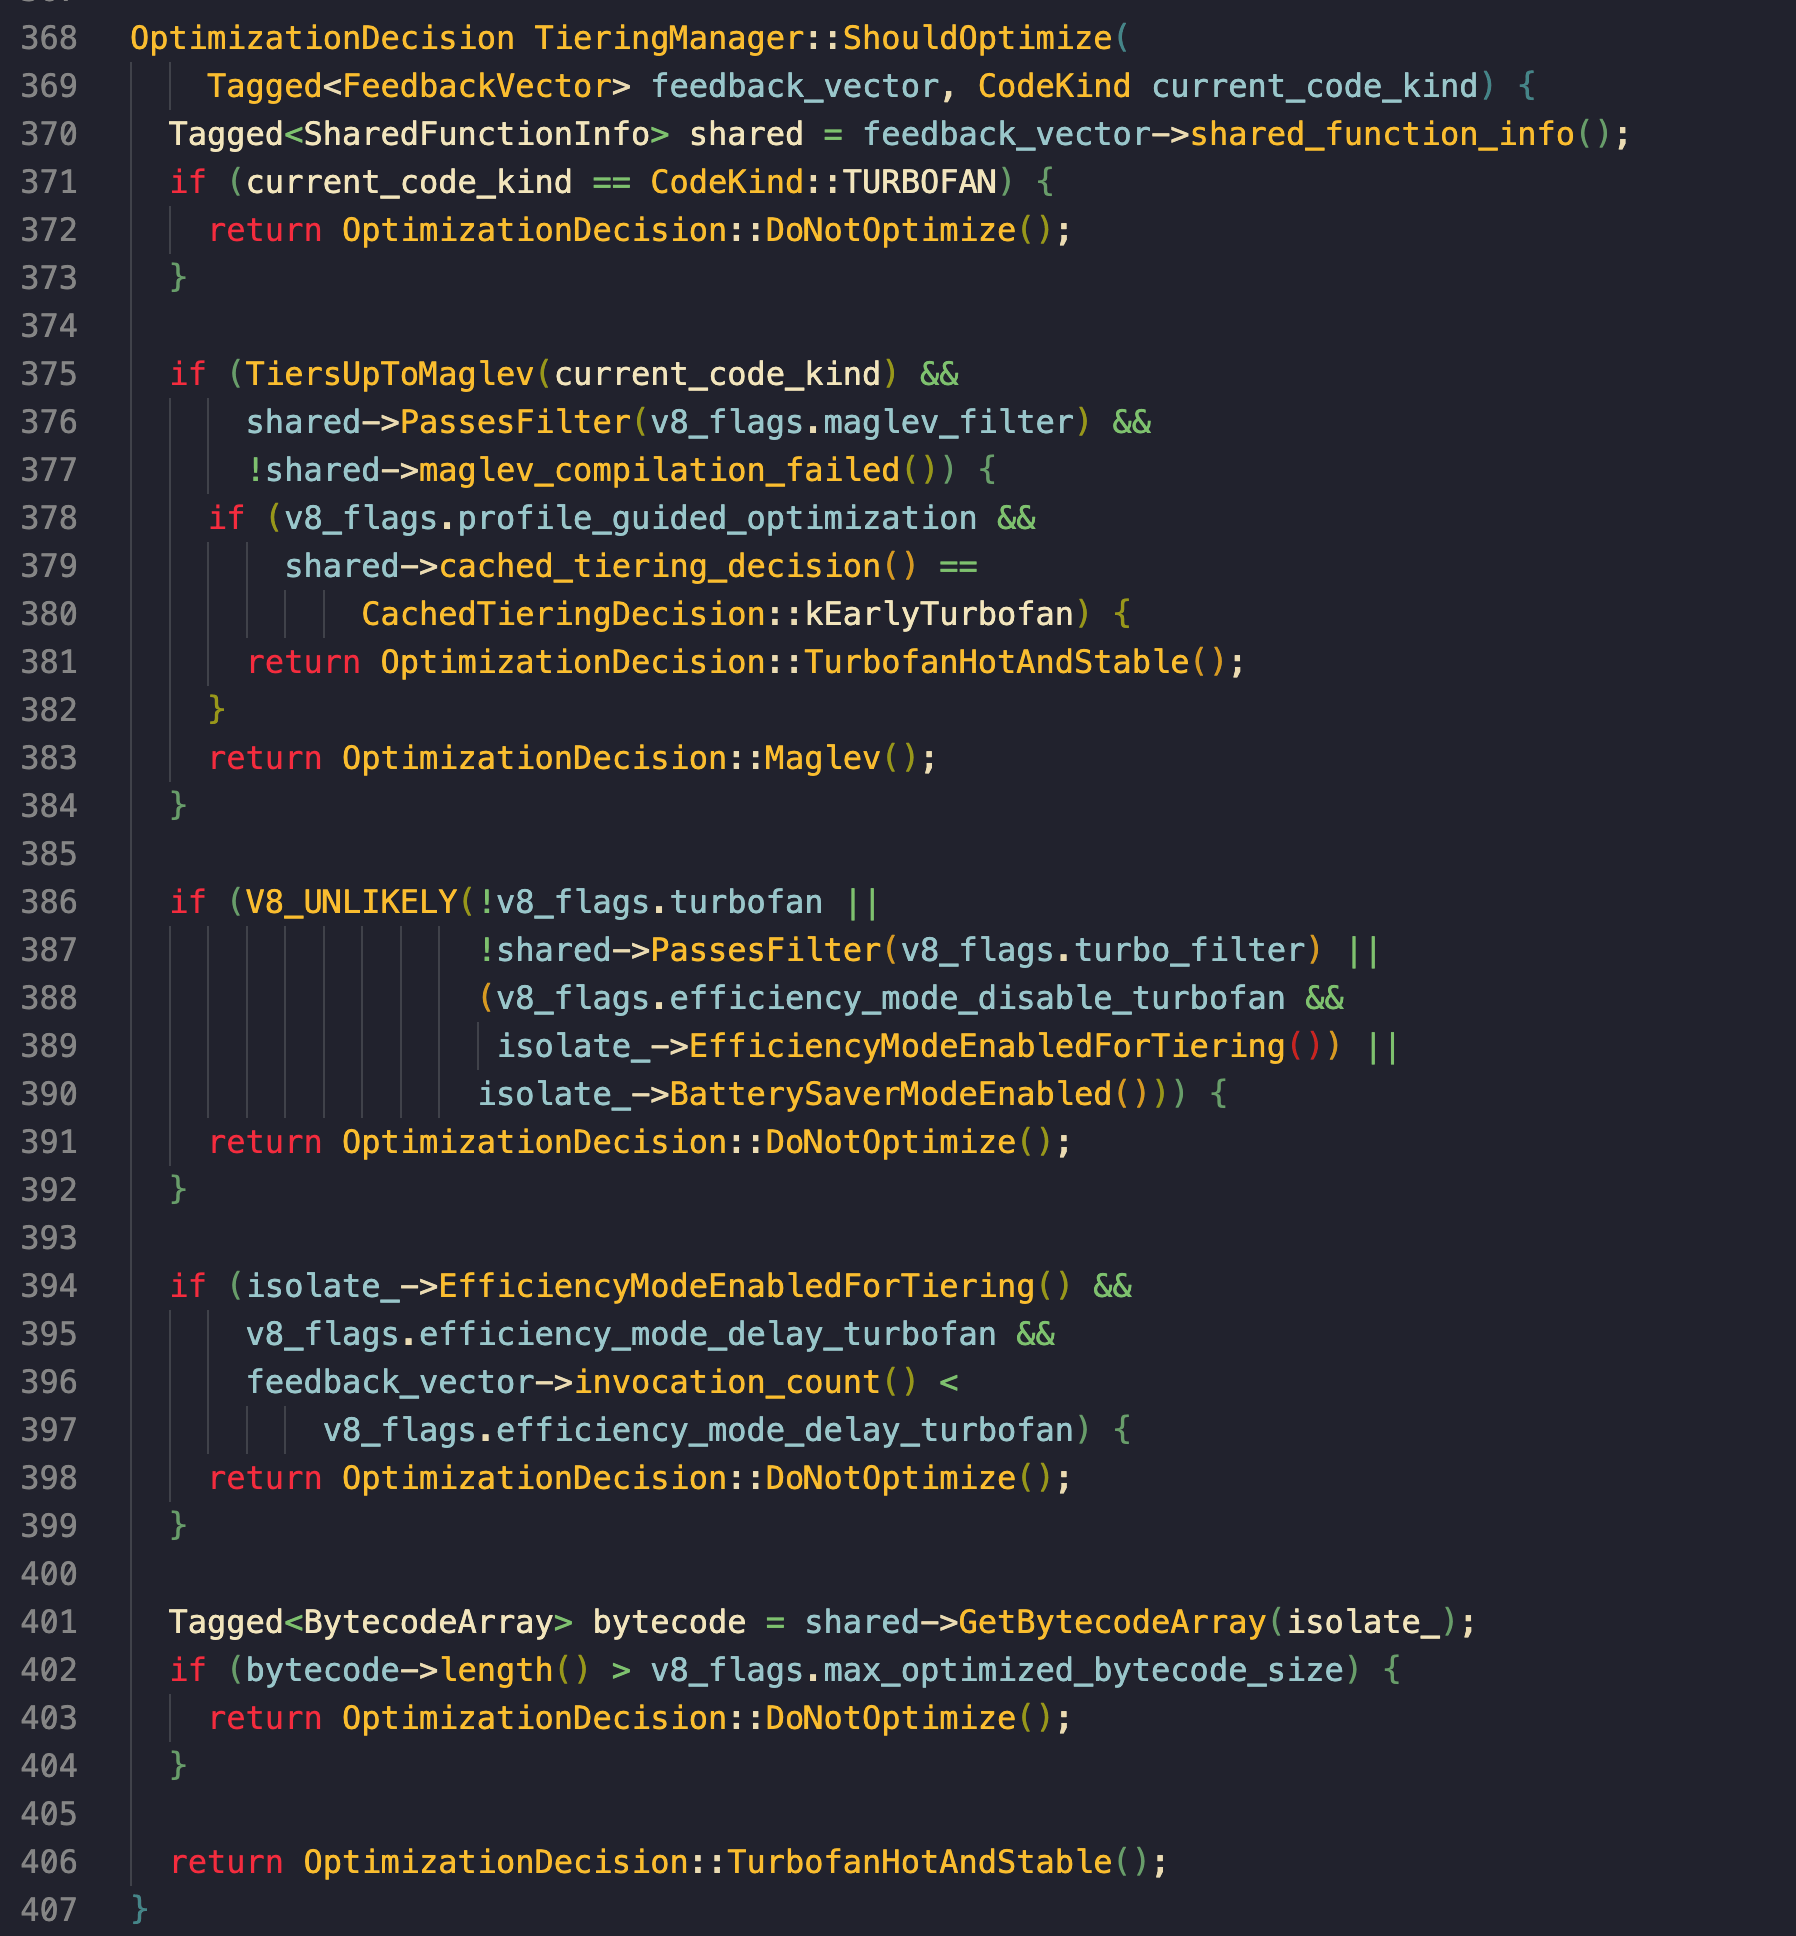 368 OptimizationDecision TieringManager::ShouldOptimize(
369     Tagged<FeedbackVector> feedback_vector, CodeKind current_code_kind) {
370   Tagged<SharedFunctionInfo> shared = feedback_vector->shared_function_info();
371   if (current_code_kind == CodeKind::TURBOFAN) {
372     return OptimizationDecision::DoNotOptimize();
373   }
374
375   if (TiersUpToMaglev(current_code_kind) &&
376       shared->PassesFilter(v8_flags.maglev_filter) &&
377       !shared->maglev_compilation_failed()) {
378     if (v8_flags.profile_guided_optimization &&
379         shared->cached_tiering_decision() ==
380             CachedTieringDecision::kEarlyTurbofan) {
381       return OptimizationDecision::TurbofanHotAndStable();
382     }
383     return OptimizationDecision::Maglev();
384   }
385
386   if (V8_UNLIKELY(!v8_flags.turbofan ||
387                   !shared->PassesFilter(v8_flags.turbo_filter) ||
388                   (v8_flags.efficiency_mode_disable_turbofan &&
389                    isolate_->EfficiencyModeEnabledForTiering()) ||
390                   isolate_->BatterySaverModeEnabled())) {
391     return OptimizationDecision::DoNotOptimize();
392   }
393
394   if (isolate_->EfficiencyModeEnabledForTiering() &&
395       v8_flags.efficiency_mode_delay_turbofan &&
396       feedback_vector->invocation_count() <
397           v8_flags.efficiency_mode_delay_turbofan) {
398     return OptimizationDecision::DoNotOptimize();
399   }
400
401   Tagged<BytecodeArray> bytecode = shared->GetBytecodeArray(isolate_);
402   if (bytecode->length() > v8_flags.max_optimized_bytecode_size) {
403     return OptimizationDecision::DoNotOptimize();
404   }
405
406   return OptimizationDecision::TurbofanHotAndStable();
407 }